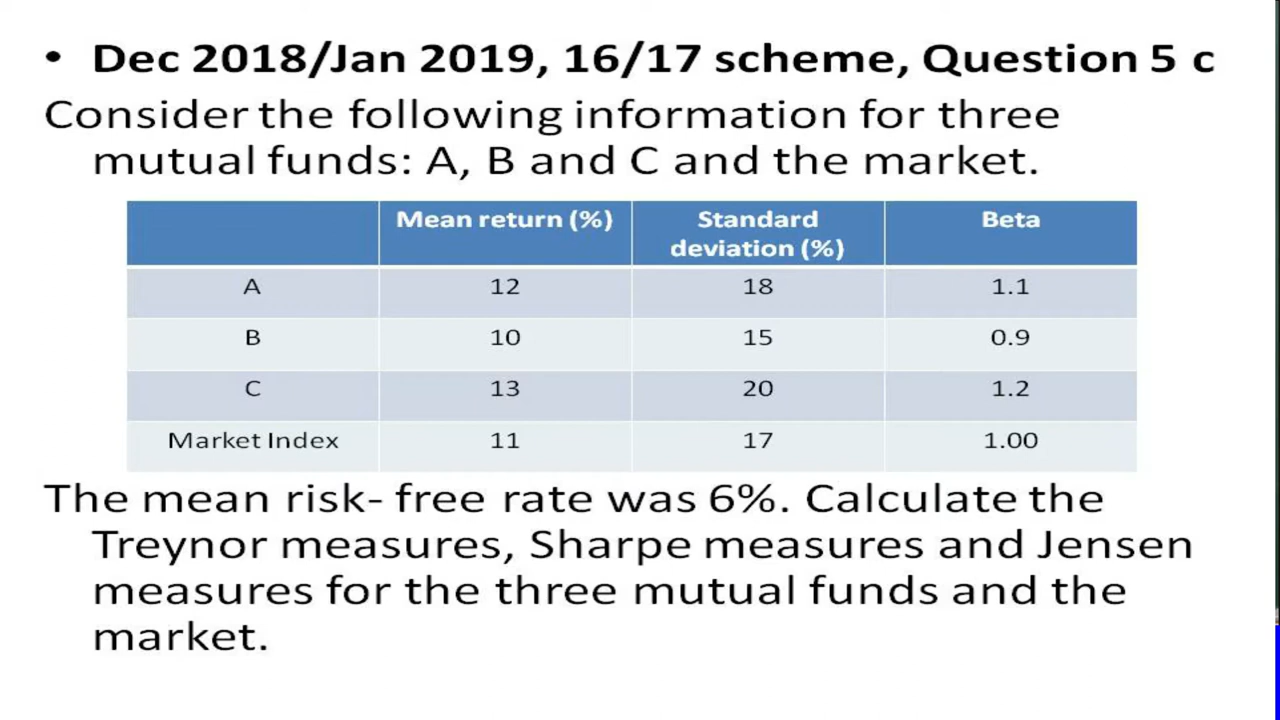 • Dec 2018/Jan 2019, 16/17 scheme, Question 5 c
Consider the following information for three
mutual funds: A, B and C and the market.
Mean return (%) Standard deviation (%) Beta
A 12 18 1.1
B 10 15 0.9
C 13 20 1.2
Market Index 11 17 1.00
The mean risk- free rate was 6%. Calculate the
Treynor measures, Sharpe measures and Jensen
measures for the three mutual funds and the
market.